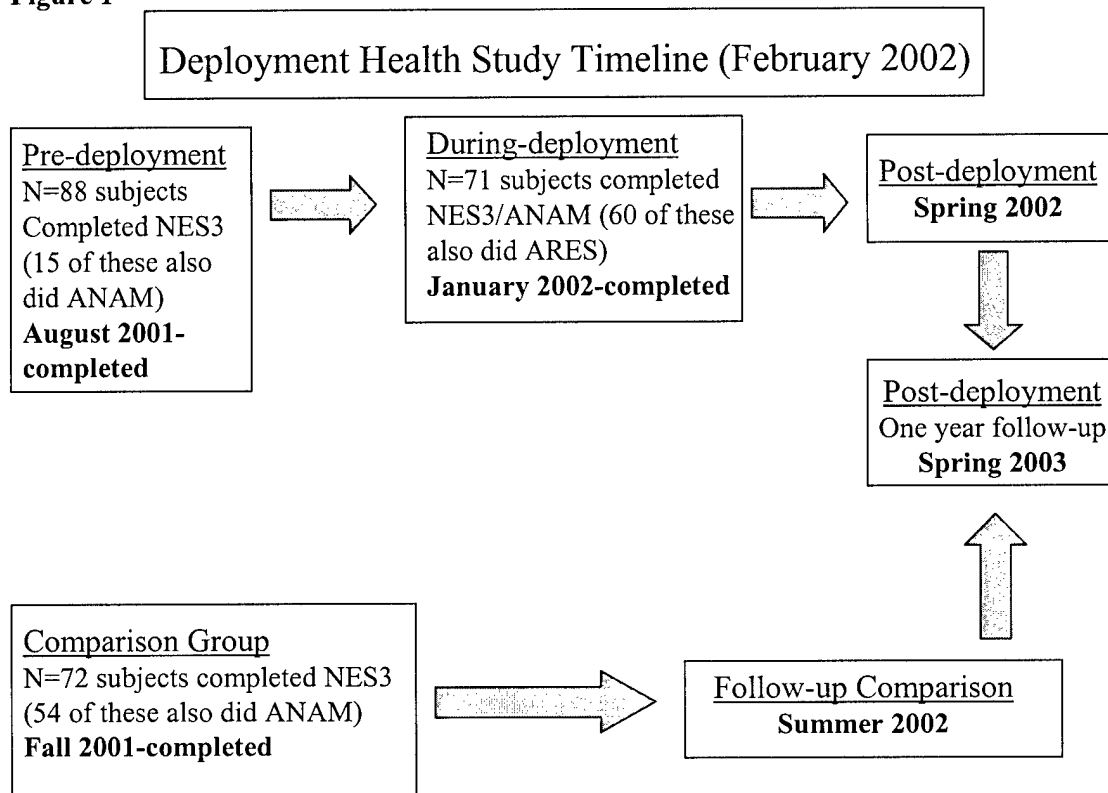 Figure 1
Deployment Health Study Timeline (February 2002)
Pre-deployment
N=88 subjects
Completed NES3
(15 of these also
did ANAM)
August 2001-
completed
During-deployment
N=71 subjects completed
NES3/ANAM (60 of these
also did ARES)
January 2002-completed
Post-deployment
Spring 2002
Post-deployment
One year follow-up
Spring 2003
Comparison Group
N=72 subjects completed NES3
(54 of these also did ANAM)
Fall 2001-completed
Follow-up Comparison
Summer 2002